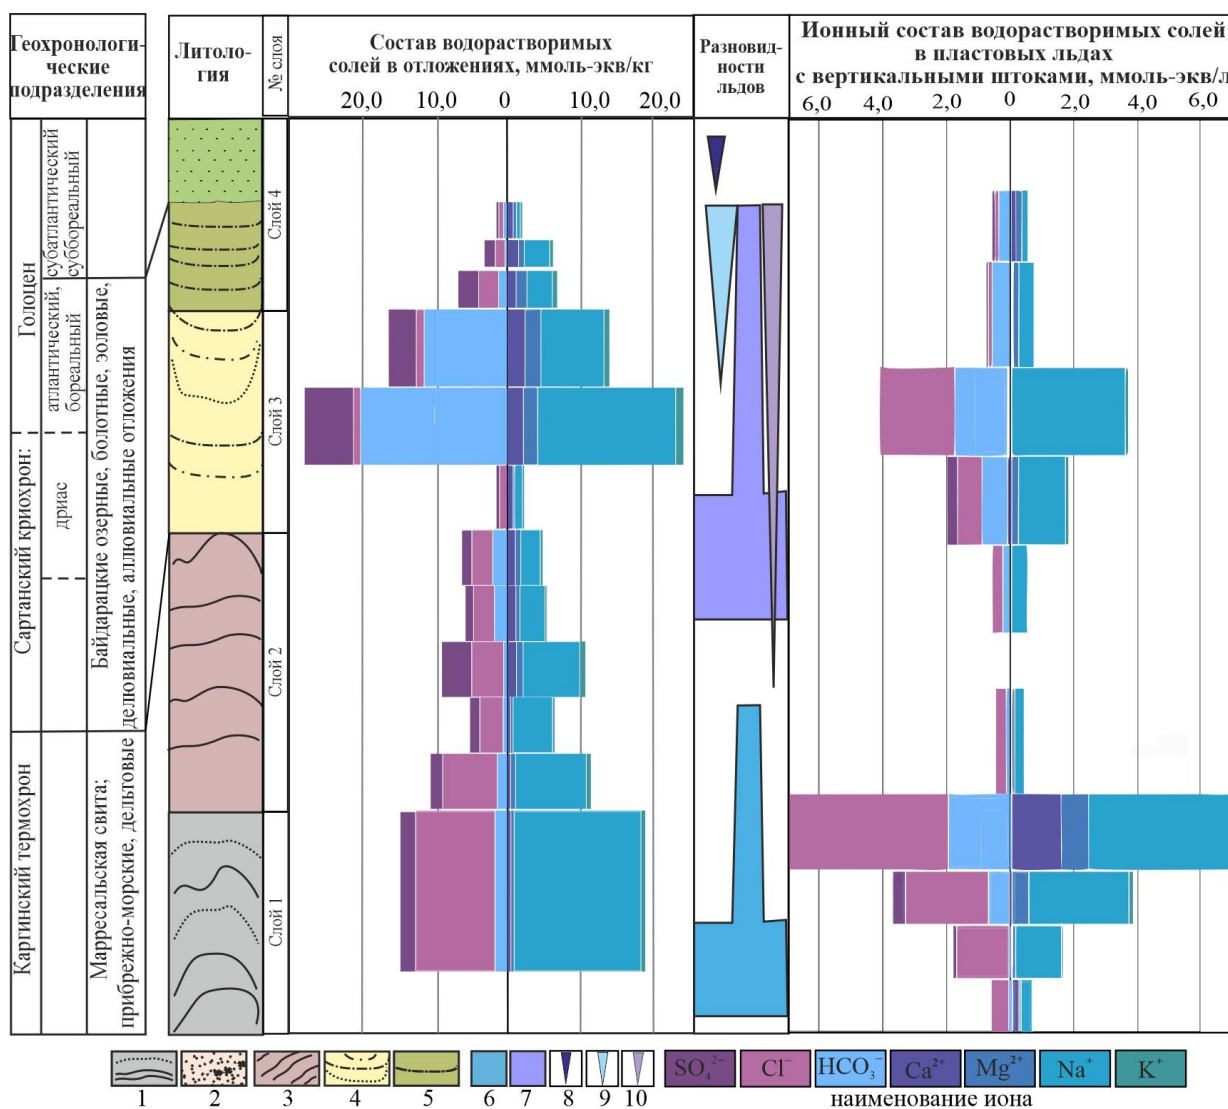 Геохронологи-
ческие
подразделения
Литоло-
гия
№ слоя
Состав водорастворимых
солей в отложениях, ммоль-экв/кг
20,0 10,0 0 10,0 20,0
Разновид-
ности
льдов
Ионный состав водорастворимых солей
в пластовых льдах
с вертикальными штоками, ммоль-экв/л
6,0 4,0 2,0 0 2,0 4,0 6,0
Голоцен
Сартанский криохрон:
Каргинский термохрон
субатлантический
суббореальный
атлантический,
бореальный
дриас
Байдарацкие озерные, болотные, эоловые,
делювиальные, аллювиальные отложения
Марресальская свита;
прибрежно-морские, дельтовые
Слой 4
Слой 3
Слой 2
Слой 1
SO₄²⁻ Cl⁻ HCO₃⁻ Ca²⁺ Mg²⁺ Na⁺ K⁺
1 2 3 4 5 6 7 8 9 10 наименование иона